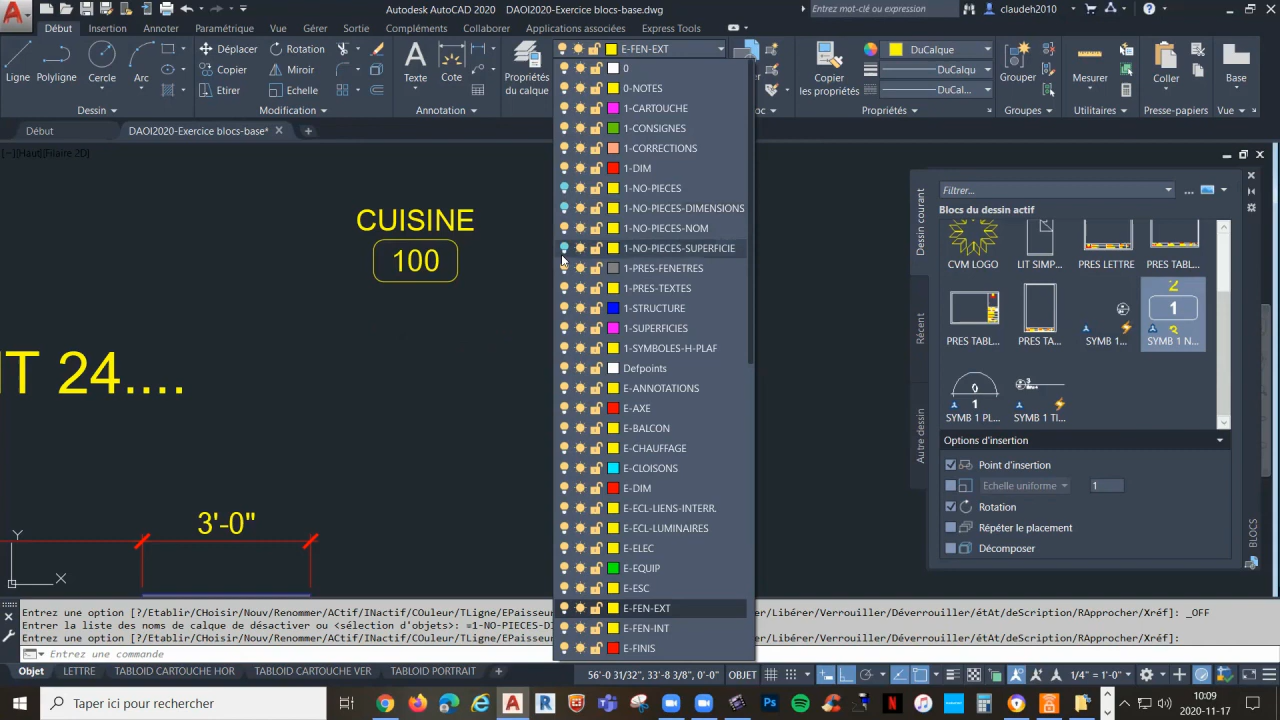 Autodesk AutoCAD 2020 DAOI2020-Exercice blocs-base.dwg
Entrez mot-clé ou expression
claudeh2010
Début Insertion Annoter Paramétrique Vue Gérer Sortie Compléments Collaborer Applications associées Express Tools
Ligne Polyligne Cercle Arc
Déplacer Rotation
Copier Miroir
Etirer Echelle
Texte Cote
Propriétés du calque
E-FEN-EXT
Copier les propriétés
DuCalque
DuCalqu
DuCal...
Grouper Mesurer Coller Base
Dessin Modification Annotation Propriétés Groupes Utilitaires Presse-papiers Vue
Début DAOI2020-Exercice blocs-base*
[−][Haut][Filaire 2D]
0
0-NOTES
1-CARTOUCHE
1-CONSIGNES
1-CORRECTIONS
1-DIM
1-NO-PIECES
1-NO-PIECES-DIMENSIONS
1-NO-PIECES-NOM
1-NO-PIECES-SUPERFICIE
1-PRES-FENETRES
1-PRES-TEXTES
1-STRUCTURE
1-SUPERFICIES
1-SYMBOLES-H-PLAF
Defpoints
E-ANNOTATIONS
E-AXE
E-BALCON
E-CHAUFFAGE
E-CLOISONS
E-DIM
E-ECL-LIENS-INTERR.
E-ECL-LUMINAIRES
E-ELEC
E-EQUIP
E-ESC
E-FEN-EXT
E-FEN-INT
E-FINIS
CUISINE
100
IT 24....
3'-0"
Y
X
Filtrer...
Blocs du dessin actif
Dessin courant
Récent
Autre dessin
BLOCS
CVM LOGO LIT SIMP... PRES LETTRE PRES TABL...
PRES TABL... PRES TA... SYMB 1... SYMB 1 N...
SYMB 1 PL... SYMB 1 TI...
Options d'insertion
Point d'insertion
Echelle uniforme 1
Rotation
Répéter le placement
Décomposer
Entrez une option [?/Etablir/CHoisir/Nouv/Renommer/ACtif/INactif/COuleur/TLigne/EPaisseur
/Libérer/Verrouiller/Déverrouiller/étAt/deScription/RApprocher/Xréf]: _OFF
Entrer la liste des noms de calque de désactiver ou <sélection d'objets>: =1-NO-PIECES-D
Entrez une option [?/Etablir/CHoisir/Nouv/Renommer/ACtif/INactif/COuleur/TLigne/EPaisseur
/Libérer/Verrouiller/Déverrouiller/étAt/deScription/RApprocher/Xréf]:
Entrez une commande
Objet LETTRE TABLOID CARTOUCHE HOR TABLOID CARTOUCHE VER TABLOID PORTRAIT
56'-0 31/32", 33'-8 3/8", 0'-0" OBJET 1/4" = 1'-0"
Taper ici pour rechercher
10:09
2020-11-17